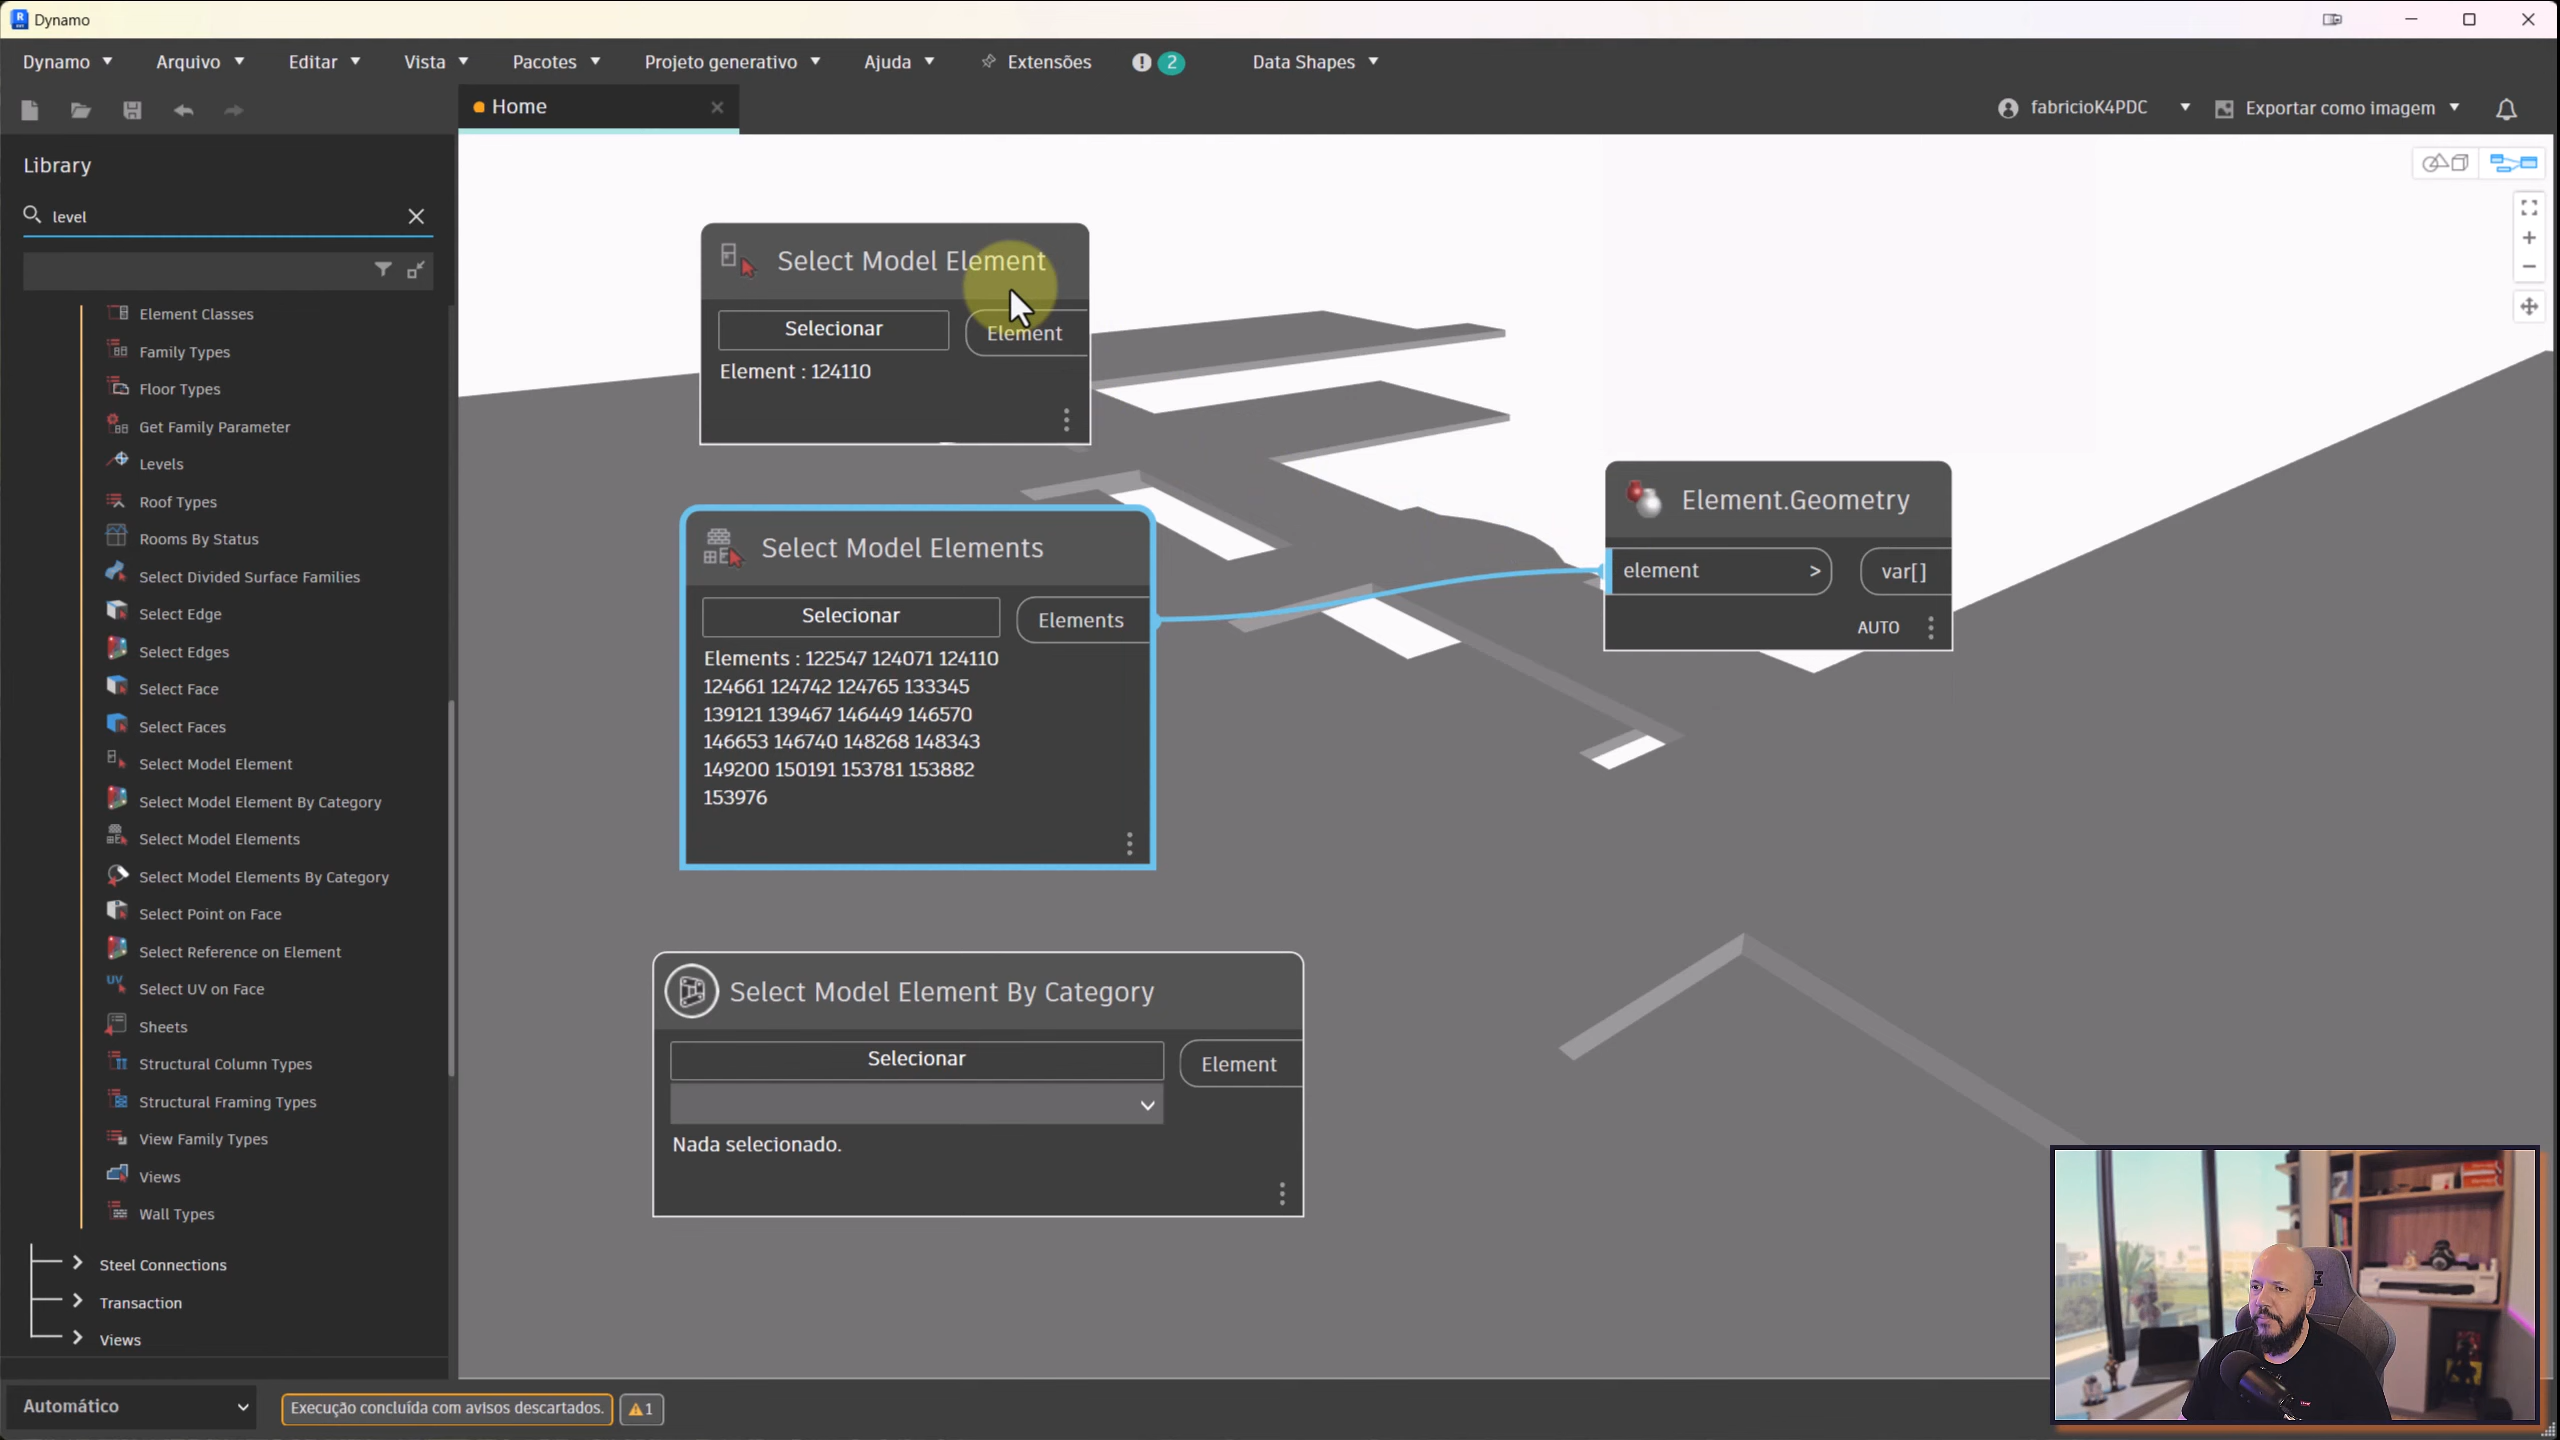 Dynamo
Dynamo Arquivo Editar Vista Pacotes Projeto generativo Ajuda Extensões 2 Data Shapes
Home
fabricioK4PDC Exportar como imagem
Library
level
Element Classes
Family Types
Floor Types
Get Family Parameter
Levels
Roof Types
Rooms By Status
Select Divided Surface Families
Select Edge
Select Edges
Select Face
Select Faces
Select Model Element
Select Model Element By Category
Select Model Elements
Select Model Elements By Category
Select Point on Face
Select Reference on Element
Select UV on Face
Sheets
Structural Column Types
Structural Framing Types
View Family Types
Views
Wall Types
Steel Connections
Transaction
Views
Select Model Element
Selecionar Element
Element : 124110
Select Model Elements
Selecionar Elements
Elements : 122547 124071 124110
124661 124742 124765 133345
139121 139467 146449 146570
146653 146740 148268 148343
149200 150191 153781 153882
153976
Element.Geometry
element > var[]
AUTO
Select Model Element By Category
Selecionar Element
Nada selecionado.
Automático Execução concluída com avisos descartados. 1